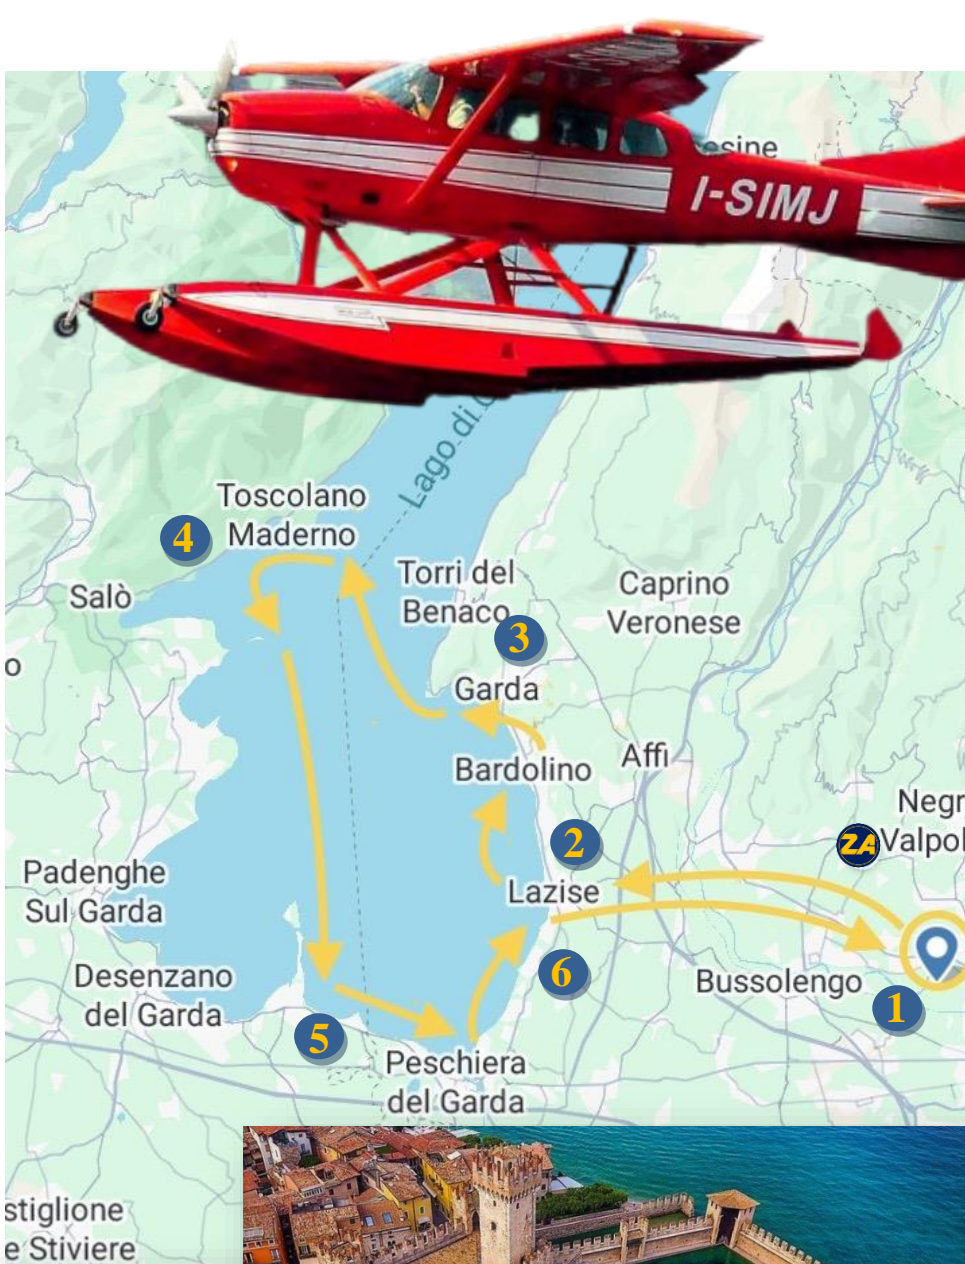 esine
I-SIMJ
Lago di
Toscolano
Maderno
4
Torri del
Benaco
Caprino
Veronese
Salò
3
o
Garda
Affi
Bardolino
Negr
2
ZA
Valpol
Padenghe
Sul Garda
Lazise
6
Desenzano
del Garda
Bussolengo
1
5
Peschiera
del Garda
stiglione
e Stiviere